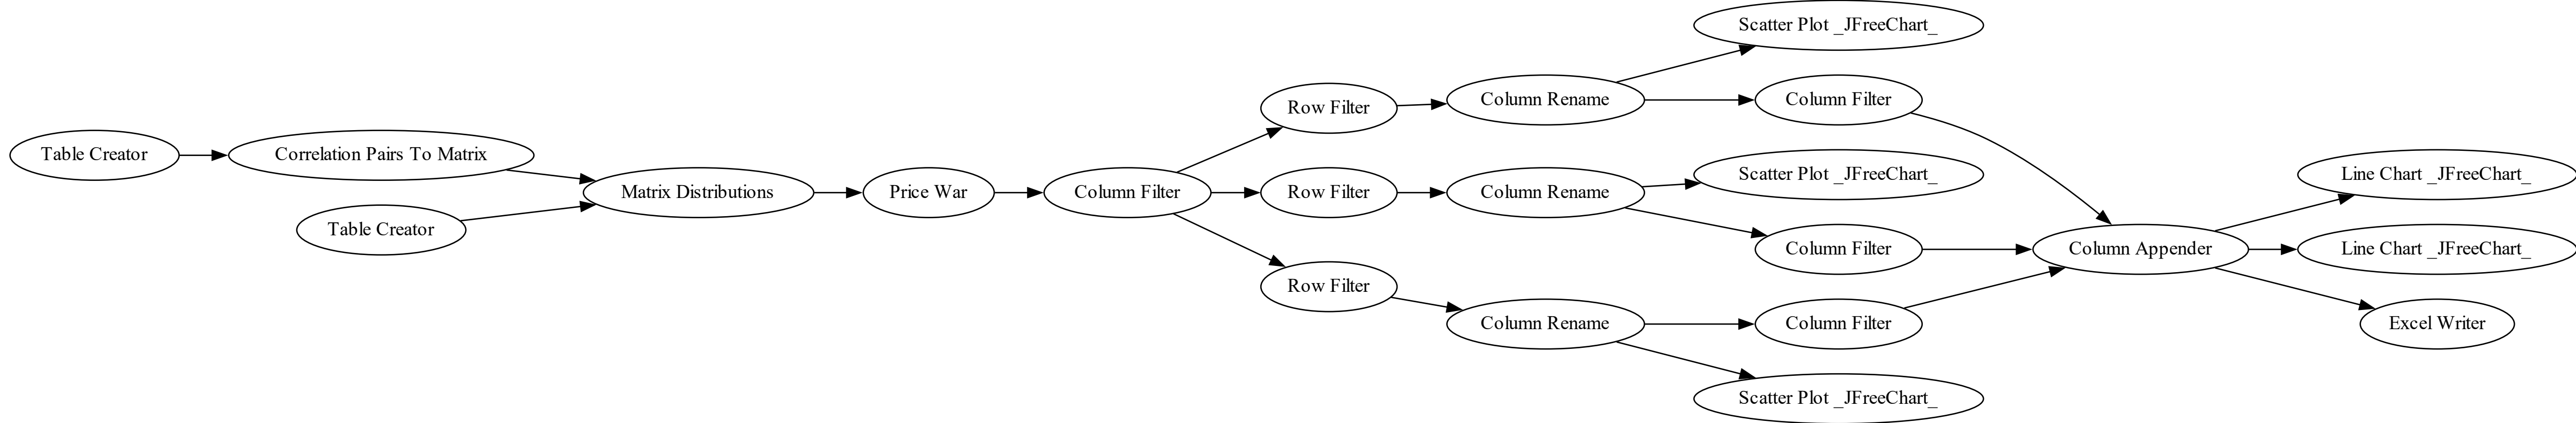 Table Creator
Correlation Pairs To Matrix
Table Creator
Matrix Distributions
Price War
Column Filter
Row Filter
Row Filter
Row Filter
Column Rename
Column Rename
Column Rename
Scatter Plot _JFreeChart_
Column Filter
Scatter Plot _JFreeChart_
Column Filter
Column Filter
Scatter Plot _JFreeChart_
Column Appender
Line Chart _JFreeChart_
Line Chart _JFreeChart_
Excel Writer